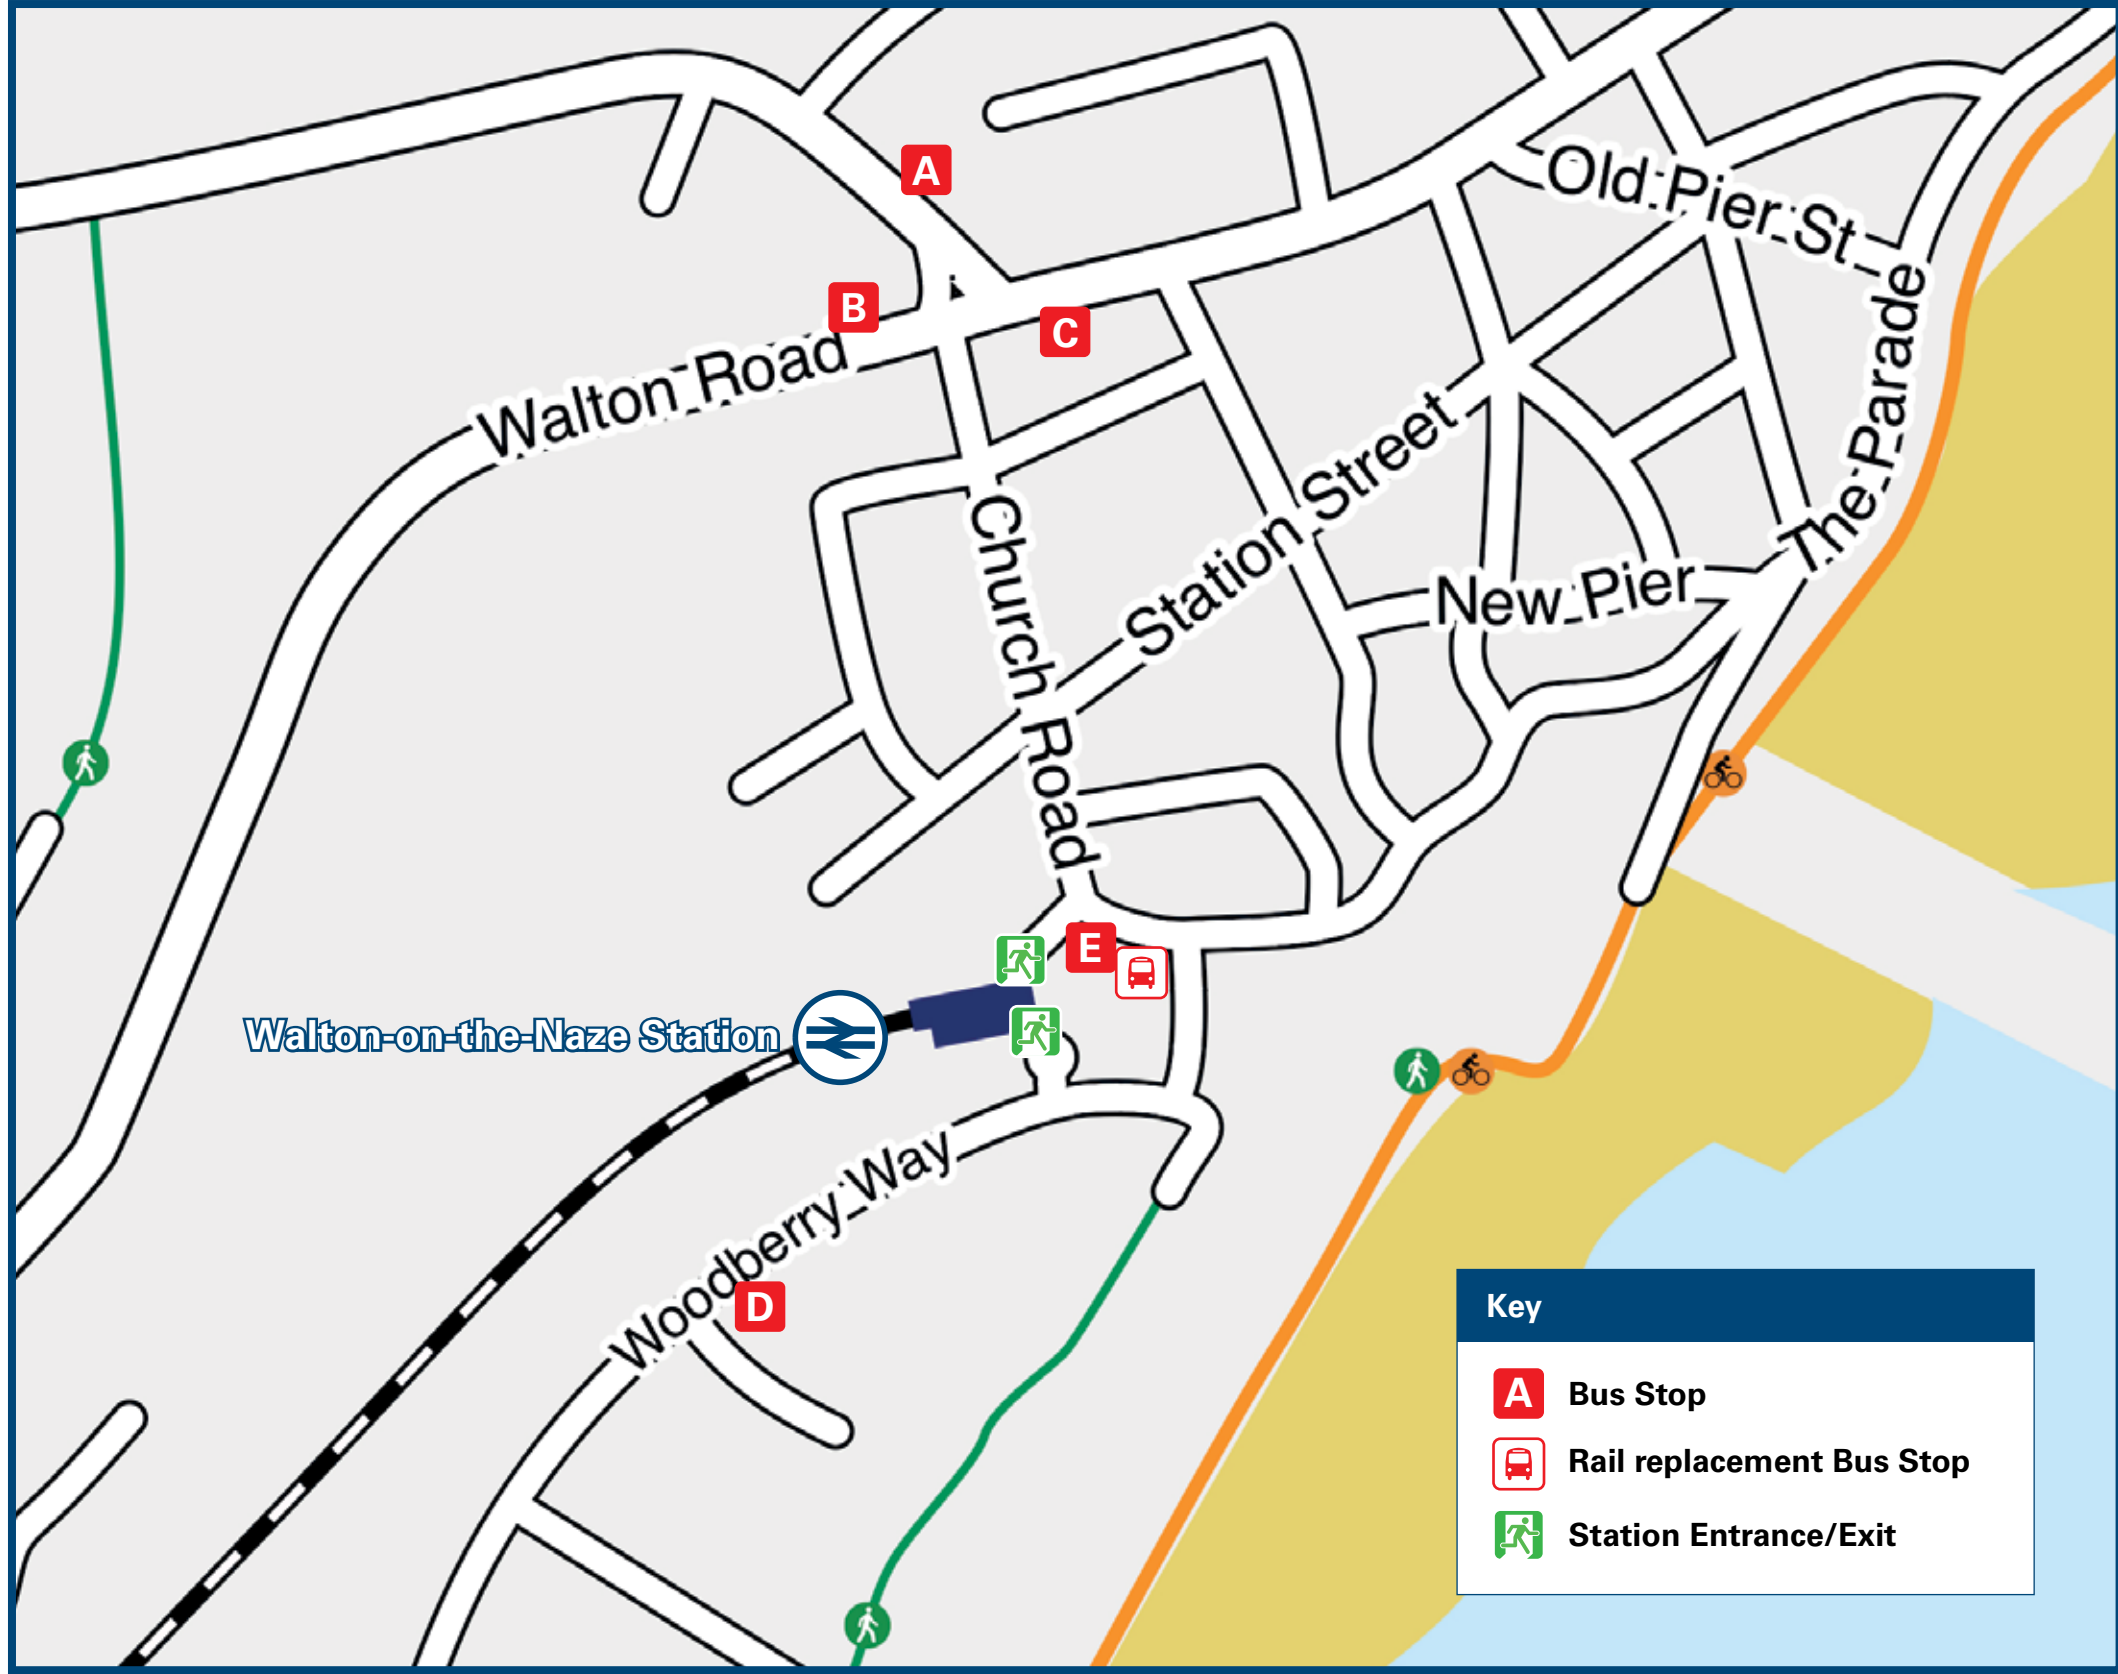 A
Old Pier St
B
C
Walton Road
The Parade
Church Road
Station Street
New Pier
E
Walton-on-the-Naze Station
Woodberry Way
D
Key
A Bus Stop
Rail replacement Bus Stop
Station Entrance/Exit